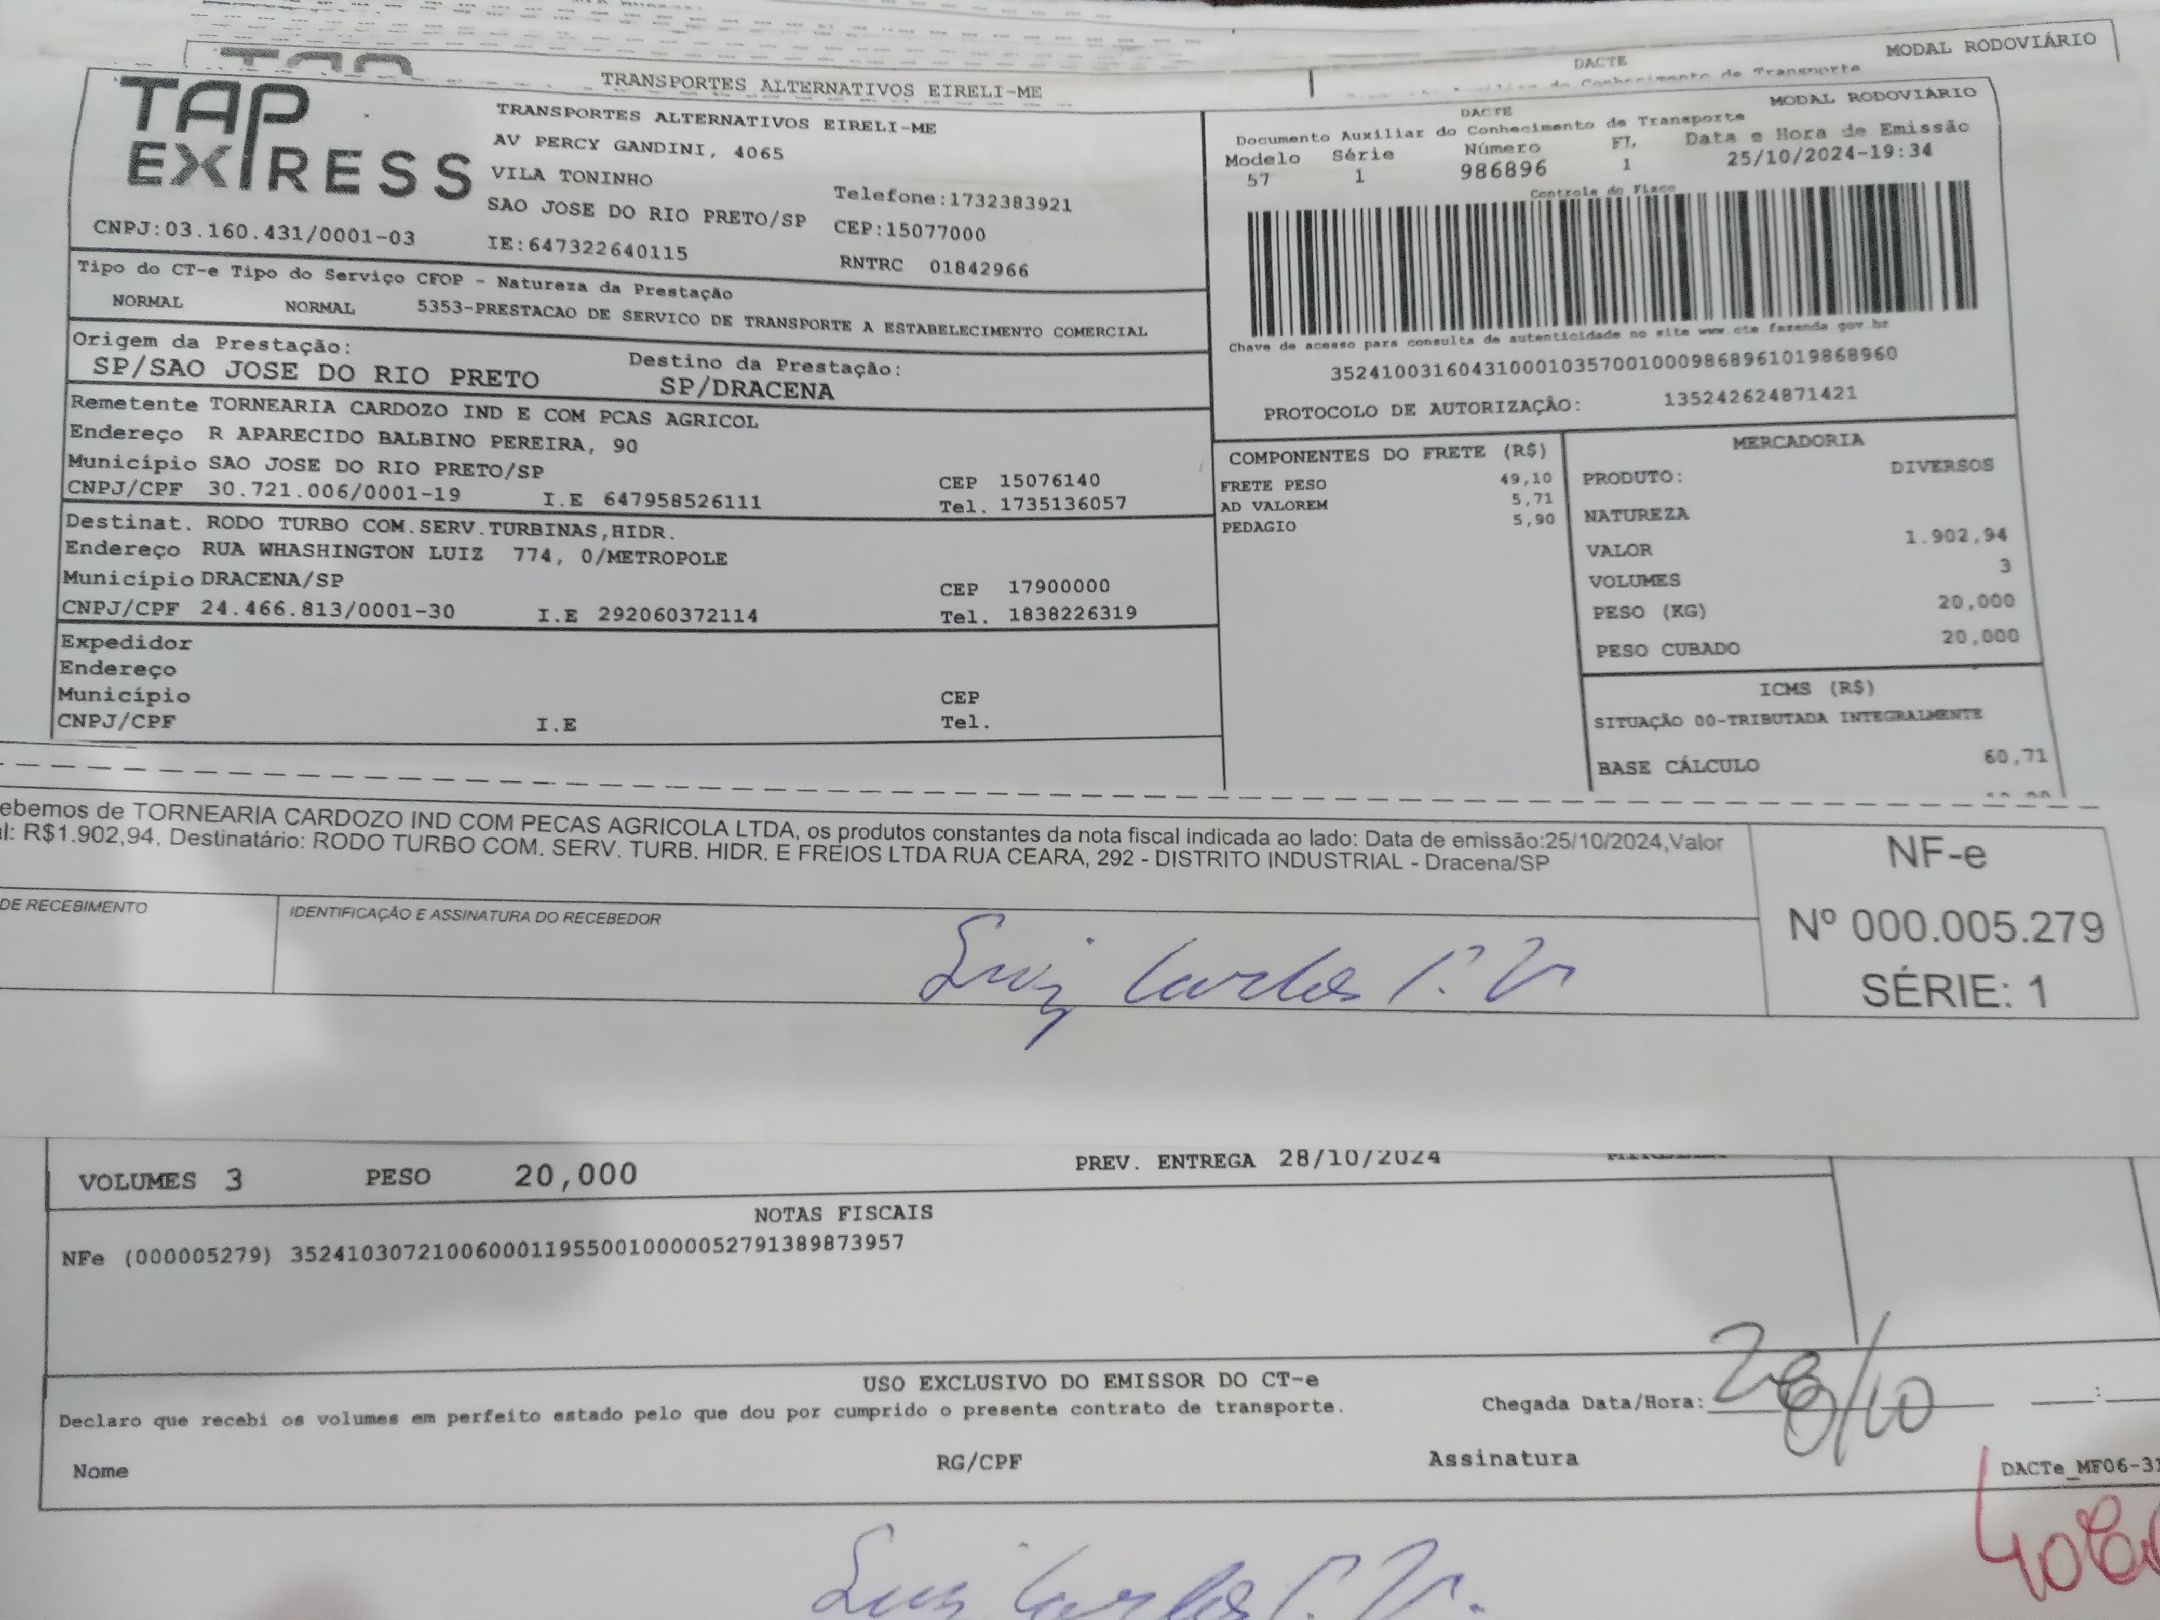 MODAL RODOVIÁRIO
DACTE
TRANSPORTES ALTERNATIVOS EIRELI-ME
TAP EXPRESS
TRANSPORTES ALTERNATIVOS EIRELI-ME
AV PERCY GANDINI, 4065
VILA TONINHO
SAO JOSE DO RIO PRETO/SP
Telefone:1732383921
CEP:15077000
CNPJ:03.160.431/0001-03
IE:647322640115
RNTRC 01842966
DACTE
MODAL RODOVIÁRIO
Documento Auxiliar do Conhecimento de Transporte
Modelo Série Número FL Data e Hora de Emissão
57 1 986896 1 25/10/2024-19:34
Controle do Fisco
Chave de acesso para consulta de autenticidade no site www.cte.fazenda.gov.br
35241003160431000103570010009868961019868960
PROTOCOLO DE AUTORIZAÇÃO: 135242624871421
Tipo do CT-e Tipo do Serviço CFOP - Natureza da Prestação
NORMAL NORMAL 5353-PRESTACAO DE SERVICO DE TRANSPORTE A ESTABELECIMENTO COMERCIAL
Origem da Prestação: Destino da Prestação:
SP/SAO JOSE DO RIO PRETO SP/DRACENA
Remetente TORNEARIA CARDOZO IND E COM PCAS AGRICOL
Endereço R APARECIDO BALBINO PEREIRA, 90
Município SAO JOSE DO RIO PRETO/SP CEP 15076140
CNPJ/CPF 30.721.006/0001-19 I.E 647958526111 Tel. 1735136057
Destinat. RODO TURBO COM.SERV.TURBINAS,HIDR.
Endereço RUA WHASHINGTON LUIZ 774, 0/METROPOLE
Município DRACENA/SP CEP 17900000
CNPJ/CPF 24.466.813/0001-30 I.E 292060372114 Tel. 1838226319
Expedidor
Endereço
Município CEP
CNPJ/CPF I.E Tel.
COMPONENTES DO FRETE (R$)
FRETE PESO 49,10
AD VALOREM 5,71
PEDAGIO 5,90
MERCADORIA
PRODUTO: DIVERSOS
NATUREZA
VALOR 1.902,94
VOLUMES 3
PESO (KG) 20,000
PESO CUBADO 20,000
ICMS (R$)
SITUAÇÃO 00-TRIBUTADA INTEGRALMENTE
BASE CÁLCULO 60,71
ebemos de TORNEARIA CARDOZO IND COM PECAS AGRICOLA LTDA, os produtos constantes da nota fiscal indicada ao lado: Data de emissão:25/10/2024,Valor
l: R$1.902,94, Destinatário: RODO TURBO COM. SERV. TURB. HIDR. E FREIOS LTDA RUA CEARA, 292 - DISTRITO INDUSTRIAL - Dracena/SP
DE RECEBIMENTO
IDENTIFICAÇÃO E ASSINATURA DO RECEBEDOR
Luiz Carlos
NF-e
Nº 000.005.279
SÉRIE: 1
VOLUMES 3 PESO 20,000 PREV. ENTREGA 28/10/2024
NOTAS FISCAIS
NFe (000005279) 35241030721006000119550010000052791389873957
USO EXCLUSIVO DO EMISSOR DO CT-e
Declaro que recebi os volumes em perfeito estado pelo que dou por cumprido o presente contrato de transporte.
Chegada Data/Hora: 28/10 :
Nome RG/CPF Assinatura
DACTe_MF06-31
Luiz Carlos